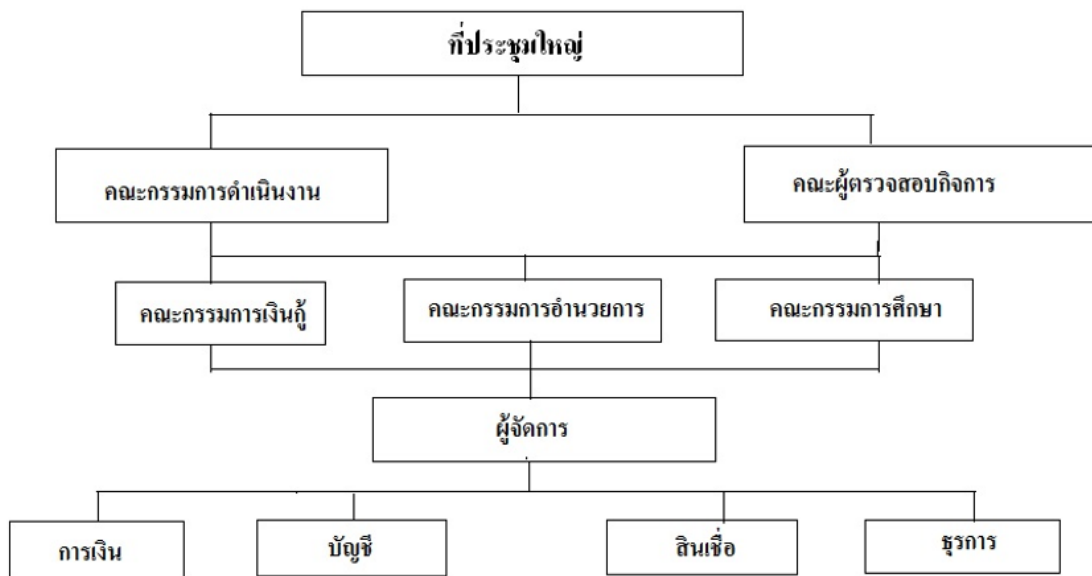 ที่ประชุมใหญ่
คณะกรรมการดำเนินงาน
คณะผู้ตรวจสอบกิจการ
คณะกรรมการเงินกู้
คณะกรรมการอำนวยการ
คณะกรรมการศึกษา
ผู้จัดการ
การเงิน
บัญชี
สินเชื่อ
ธุรการ